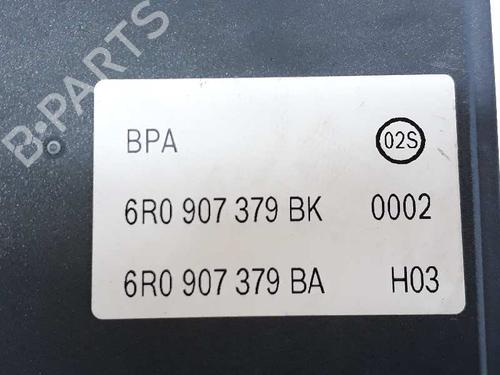 B-PARTS
BPA 02S
6R0 907 379 BK 0002
6R0 907 379 BA H03